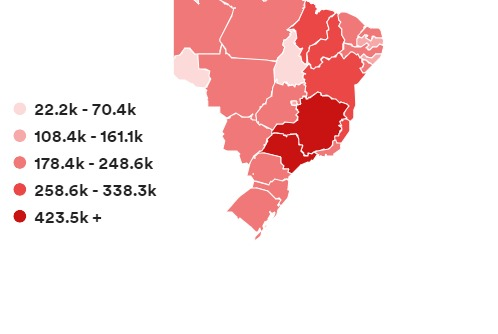 22.2k - 70.4k
108.4k - 161.1k
178.4k - 248.6k
258.6k - 338.3k
423.5k +